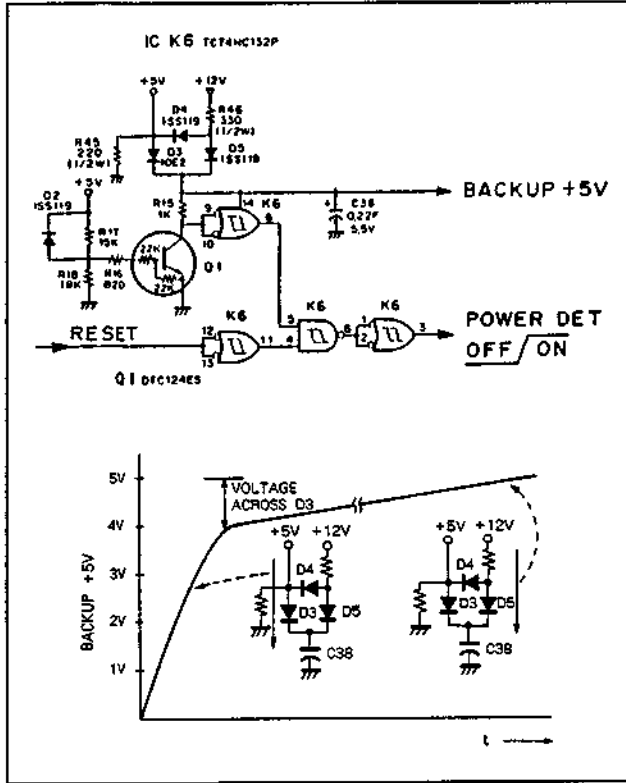 IC K6 TC74HC132P
+5V
+12V
D4
1SS119
R46
330
(1/2W)
R45
220
(1/2W)
D3
10E2
D5
1SS119
+5V
D2
1SS119
R15
1K
9
10
14
K6
8
+
C38
0,22F
5,5V
BACKUP +5V
R17
15K
R18
18K
R16
820
22K
22K
Q1
RESET
12
13
K6
11
5
4
K6
6
1
2
K6
3
POWER DET
OFF/ON
Q1 DTC124ES
5V
4V
3V
2V
1V
BACKUP +5V
VOLTAGE
ACROSS D3
+5V
+12V
D4
D3
D5
C38
+5V
+12V
D4
D3
D5
C38
t